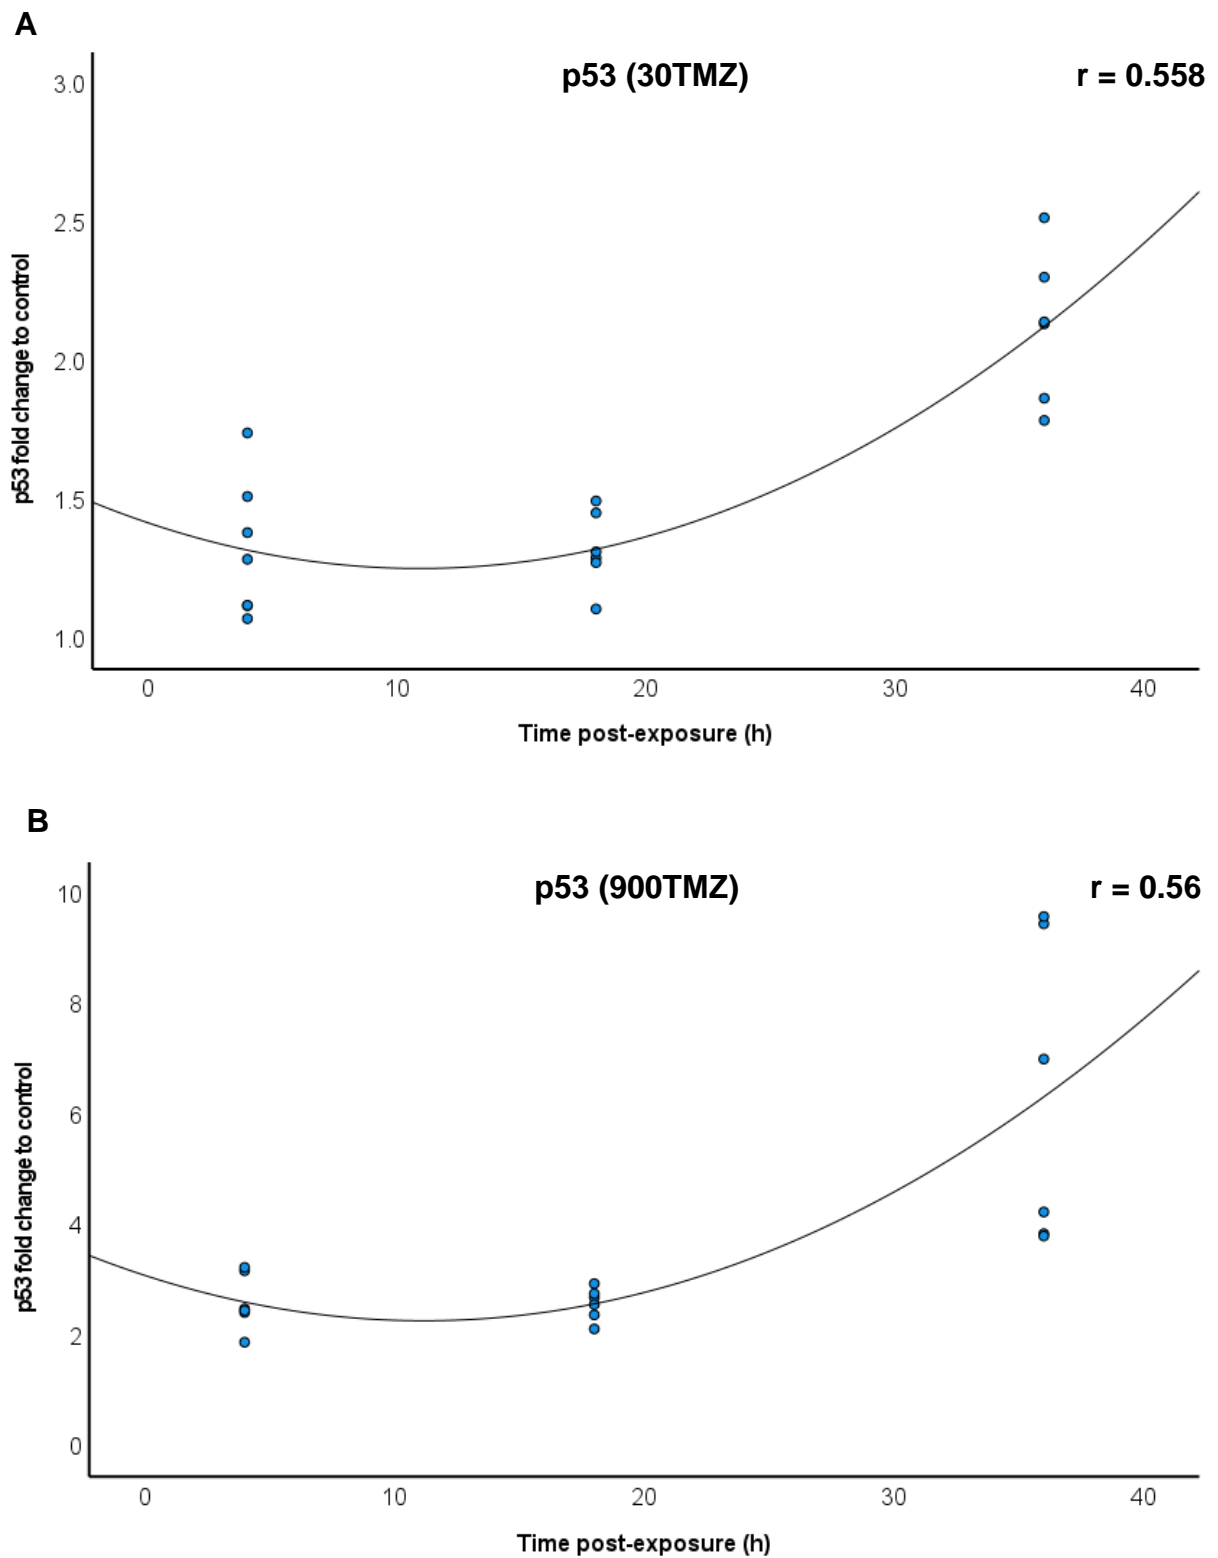 A
p53 (30TMZ)
r = 0.558
3.0
2.5
2.0
1.5
1.0
p53 fold change to control
0 10 20 30 40
Time post-exposure (h)
B
p53 (900TMZ)
r = 0.56
10
8
6
4
2
0
p53 fold change to control
0 10 20 30 40
Time post-exposure (h)